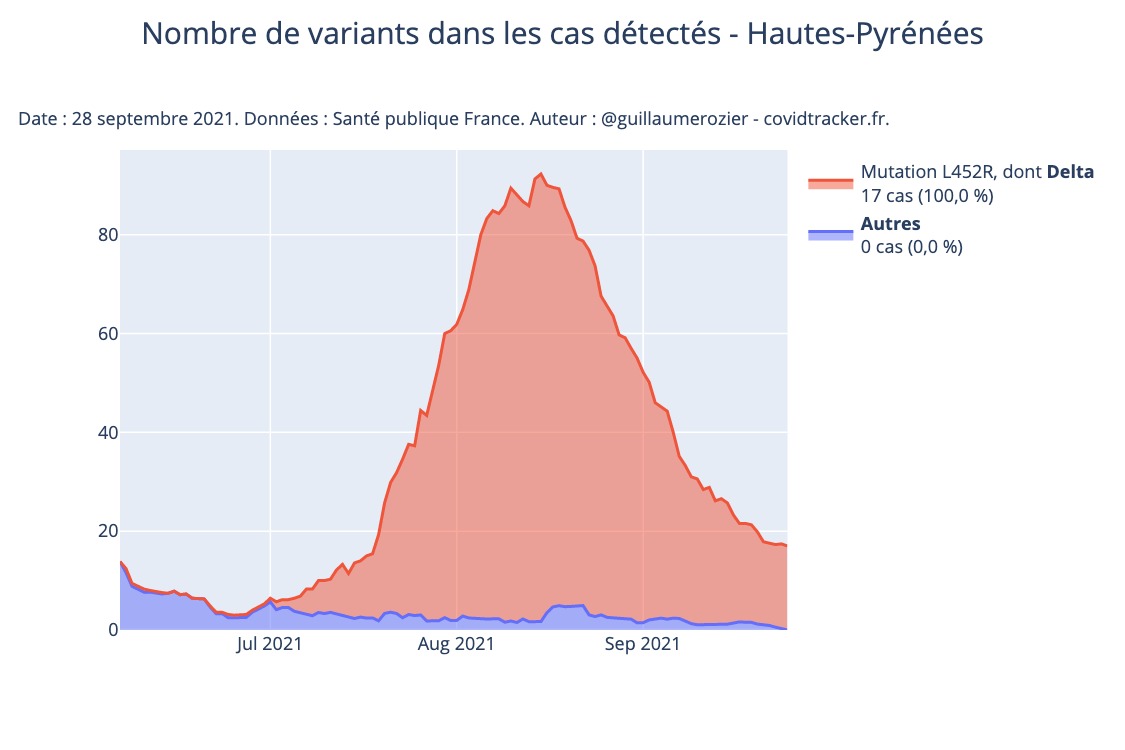 Nombre de variants dans les cas détectés - Hautes-Pyrénées
Date : 28 septembre 2021. Données : Santé publique France. Auteur : @guillaumerozier - covidtracker.fr.
Mutation L452R, dont Delta
17 cas (100,0 %)
Autres
0 cas (0,0 %)
80
60
40
20
0
Jul 2021
Aug 2021
Sep 2021